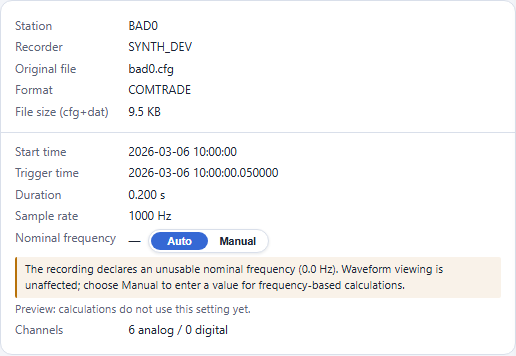 Station BAD0
Recorder SYNTH_DEV
Original file bad0.cfg
Format COMTRADE
File size (cfg+dat) 9.5 KB
Start time 2026-03-06 10:00:00
Trigger time 2026-03-06 10:00:00.050000
Duration 0.200 s
Sample rate 1000 Hz
Nominal frequency — Auto Manual
The recording declares an unusable nominal frequency (0.0 Hz). Waveform viewing is
unaffected; choose Manual to enter a value for frequency-based calculations.
Preview: calculations do not use this setting yet.
Channels 6 analog / 0 digital